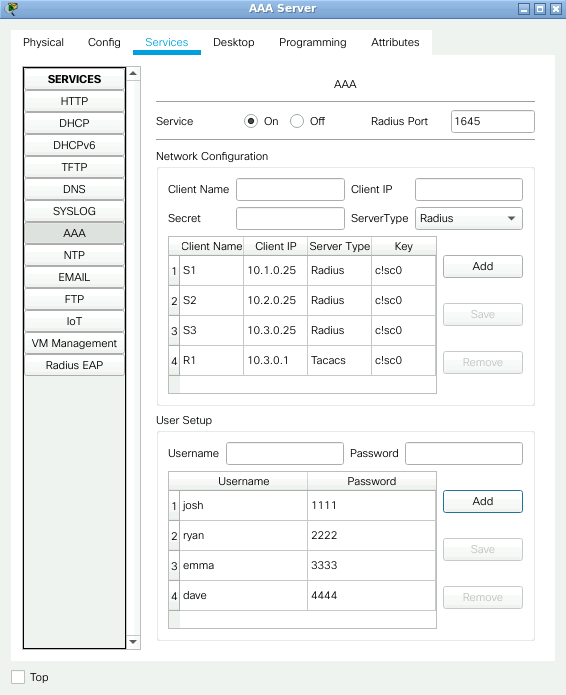 AAA Server
Physical Config Services Desktop Programming Attributes
SERVICES
HTTP
DHCP
DHCPv6
TFTP
DNS
SYSLOG
AAA
NTP
EMAIL
FTP
IoT
VM Management
Radius EAP
AAA
Service On Off Radius Port 1645
Network Configuration
Client Name Client IP
Secret ServerType Radius
Client Name Client IP Server Type Key
1 S1 10.1.0.25 Radius c!sc0
2 S2 10.2.0.25 Radius c!sc0
3 S3 10.3.0.25 Radius c!sc0
4 R1 10.3.0.1 Tacacs c!sc0
Add
Save
Remove
User Setup
Username Password
Username Password
1 josh 1111
2 ryan 2222
3 emma 3333
4 dave 4444
Add
Save
Remove
Top